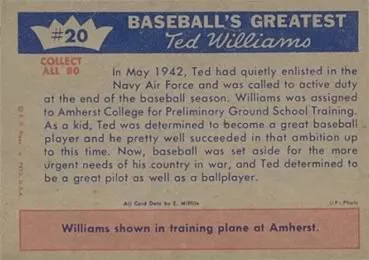 #20
BASEBALL'S GREATEST
Ted Williams
COLLECT
ALL 80
In May 1942, Ted had quietly enlisted in the
Navy Air Force and was called to active duty
at the end of the baseball season. Williams was assigned
to Amherst College for Preliminary Ground School Training.
As a kid, Ted was determined to become a great baseball
player and he pretty well succeeded in that ambition up
to this time. Now, baseball was set aside for the more
urgent needs of his country in war, and Ted determined to
be a great pilot as well as a ballplayer.
All Card Data by E. Mifflin
U P I Photo
Williams shown in training plane at Amherst.